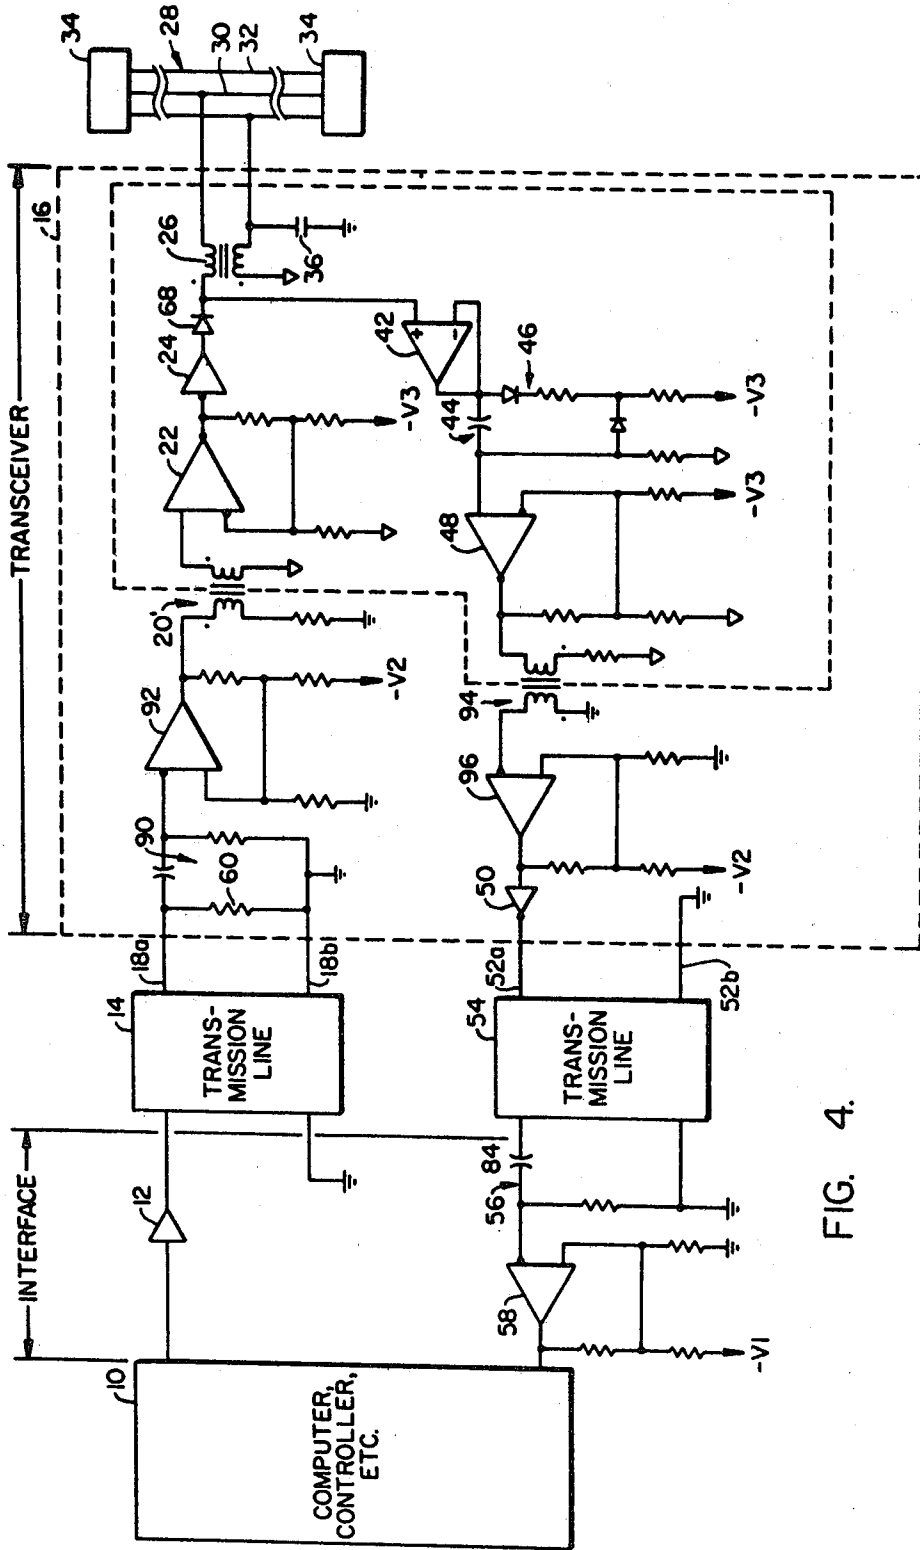 TRANSCEIVER
16
34
28
30
32
34
INTERFACE
10
12
14
18a
18b
60
90
92
20'
22
24
68
26
36
COMPUTER,
CONTROLLER,
ETC.
TRANS-
MISSION
LINE
-V2
-V3
42
+
-
44
46
-V3
48
-V3
94
96
50
-V2
52a
52b
54
TRANS-
MISSION
LINE
84
56
58
-V1
FIG. 4.